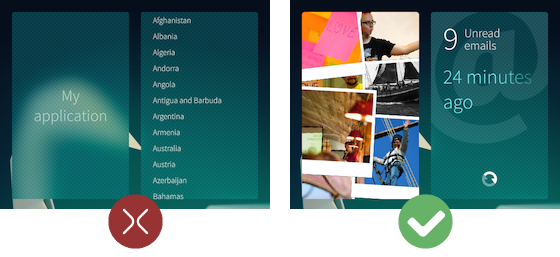 My
application
Afghanistan
Albania
Algeria
Andorra
Angola
Antigua and Barbuda
Argentina
Armenia
Australia
Austria
Azerbaijan
Bahamas
LOVE
9 Unread
emails
24 minutes
ago
@